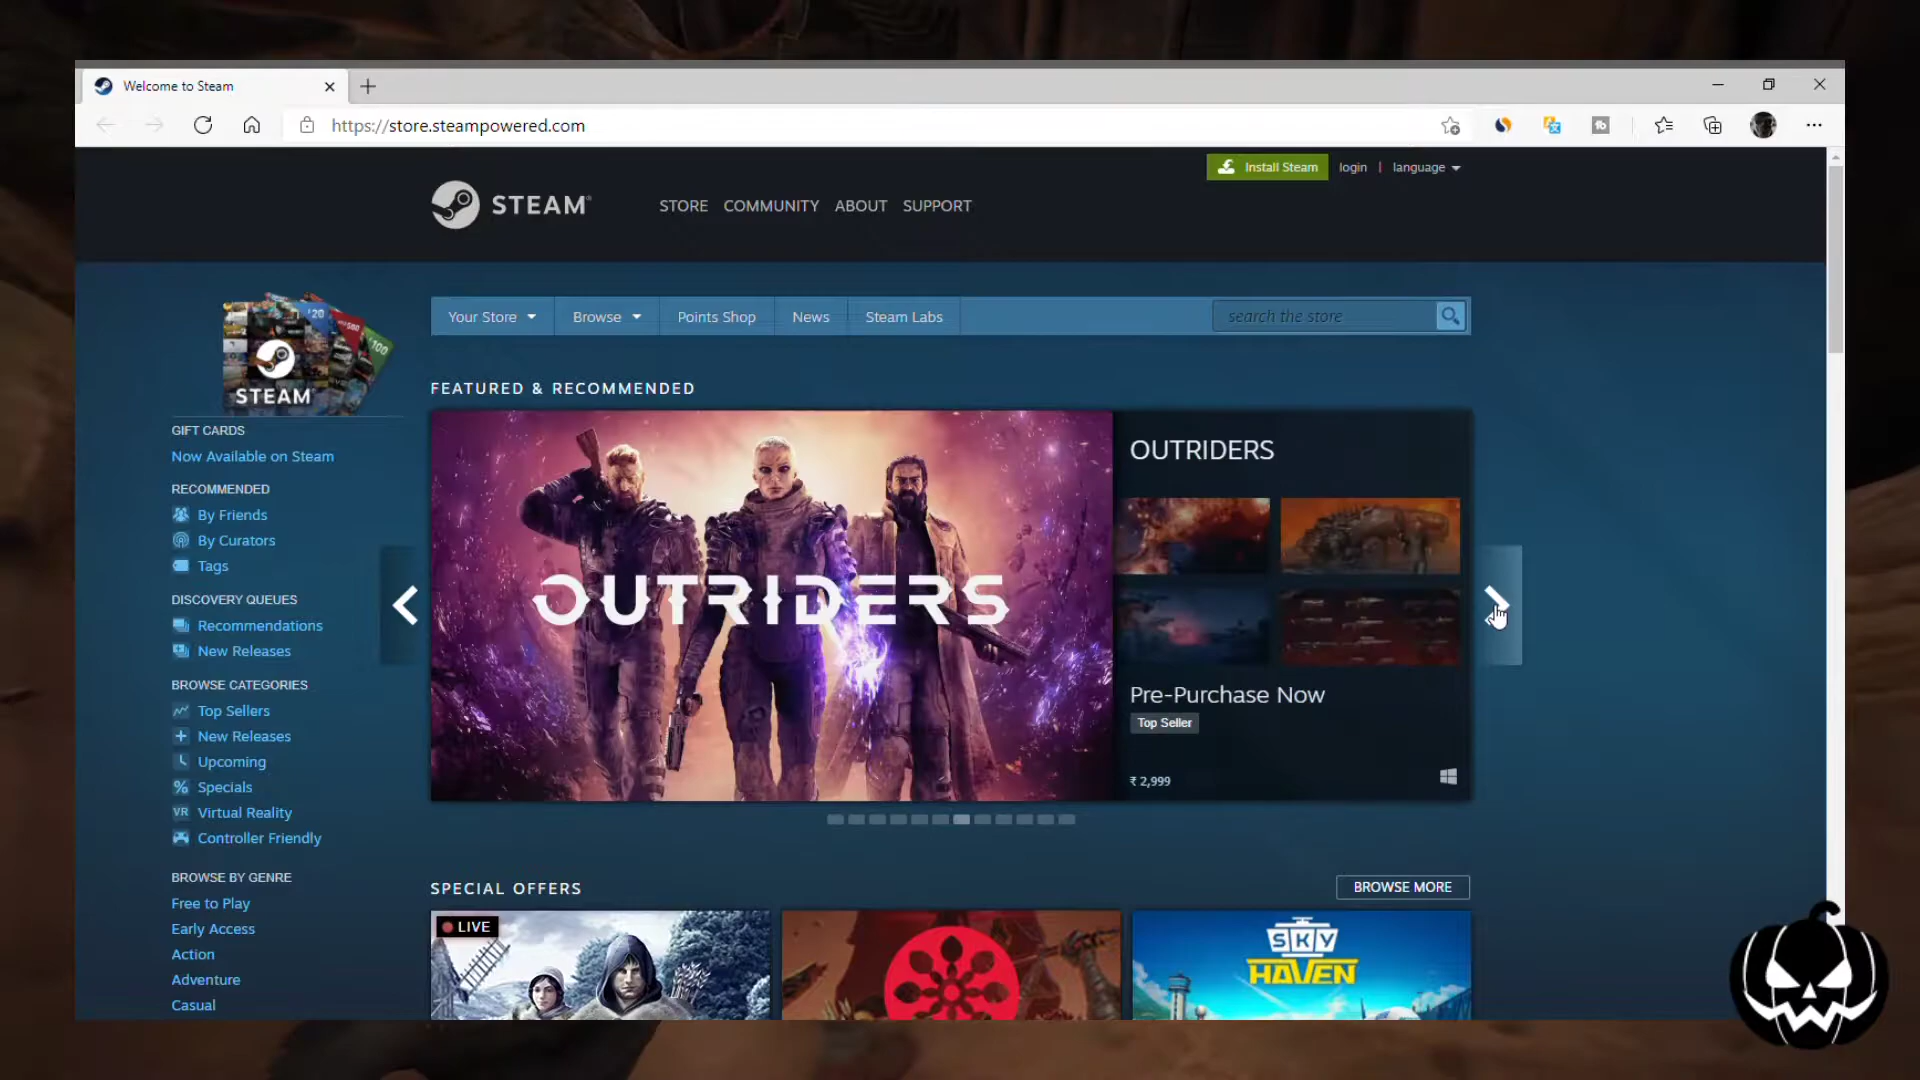 Welcome to Steam
https://store.steampowered.com
Install Steam login | language
STEAM®
STORE COMMUNITY ABOUT SUPPORT
Your Store Browse Points Shop News Steam Labs search the store
STEAM
GIFT CARDS
Now Available on Steam
RECOMMENDED
By Friends
By Curators
Tags
DISCOVERY QUEUES
Recommendations
New Releases
BROWSE CATEGORIES
Top Sellers
New Releases
Upcoming
Specials
VR Virtual Reality
Controller Friendly
BROWSE BY GENRE
Free to Play
Early Access
Action
Adventure
Casual
FEATURED & RECOMMENDED
OUTRIDERS
OUTRIDERS
Pre-Purchase Now
Top Seller
₹ 2,999
SPECIAL OFFERS
BROWSE MORE
LIVE
SKY
HAVEN